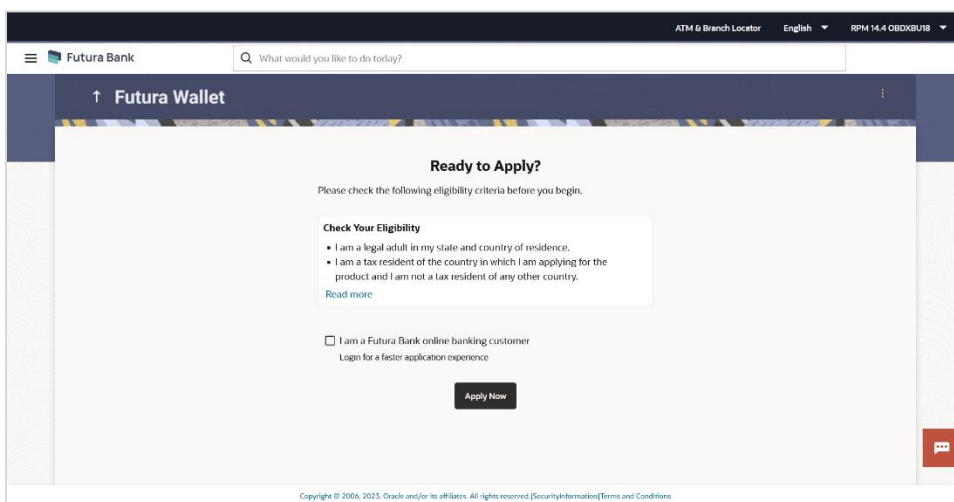 ATM & Branch Locator English RPM 14.4 OBDXBU18
Futura Bank What would you like to do today?
Futura Wallet
Ready to Apply?
Please check the following eligibility criteria before you begin.
Check Your Eligibility
▪ I am a legal adult in my state and country of residence.
▪ I am a tax resident of the country in which I am applying for the
product and I am not a tax resident of any other country.
Read more
I am a Futura Bank online banking customer
Login for a faster application experience
Apply Now
Copyright © 2006, 2023, Oracle and/or its affiliates. All rights reserved.|SecurityInformation|Terms and Conditions